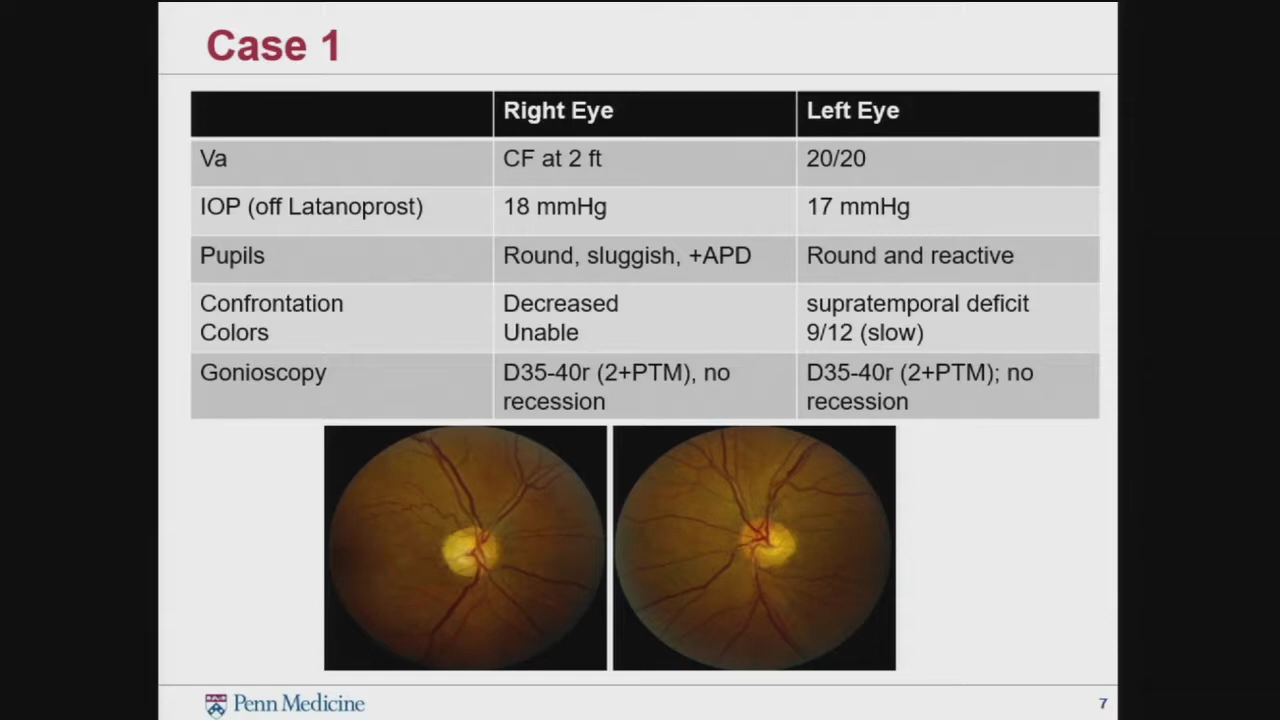 Case 1
Right Eye Left Eye
Va CF at 2 ft 20/20
IOP (off Latanoprost) 18 mmHg 17 mmHg
Pupils Round, sluggish, +APD Round and reactive
Confrontation Decreased supratemporal deficit
Colors Unable 9/12 (slow)
Gonioscopy D35-40r (2+PTM), no D35-40r (2+PTM); no
recession recession
Penn Medicine 7